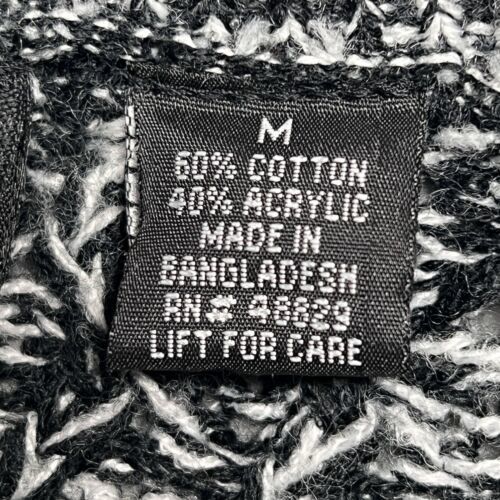 M
60% COTTON
40% ACRYLIC
MADE IN
BANGLADESH
RN # 48829
LIFT FOR CARE